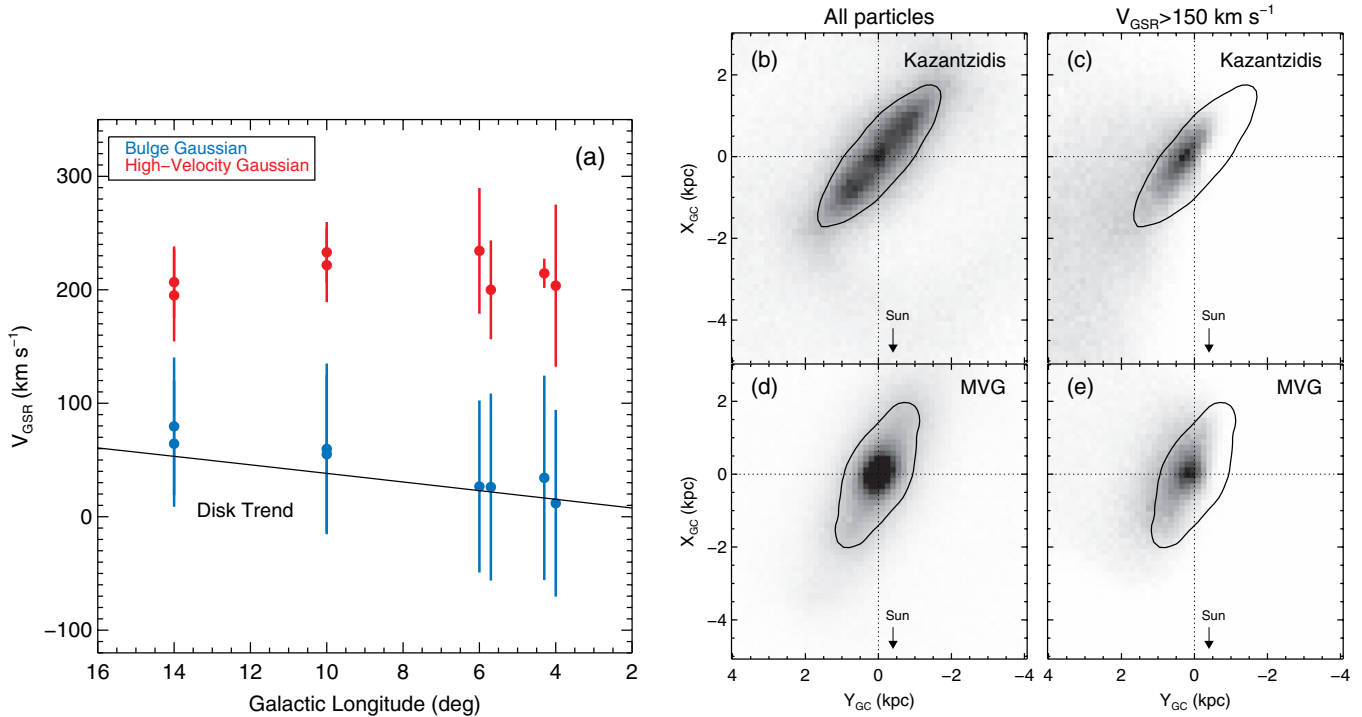 Bulge Gaussian
High−Velocity Gaussian
(a)
300
200
100
0
−100
V_GSR (km s⁻¹)
Disk Trend
16 14 12 10 8 6 4 2
Galactic Longitude (deg)
All particles
V_GSR>150 km s⁻¹
(b) Kazantzidis
(c) Kazantzidis
2
0
−2
−4
X_GC (kpc)
Sun
Sun
(d) MVG
(e) MVG
2
0
−2
−4
X_GC (kpc)
Sun
Sun
4 2 0 −2 −4
4 2 0 −2 −4
Y_GC (kpc)
Y_GC (kpc)